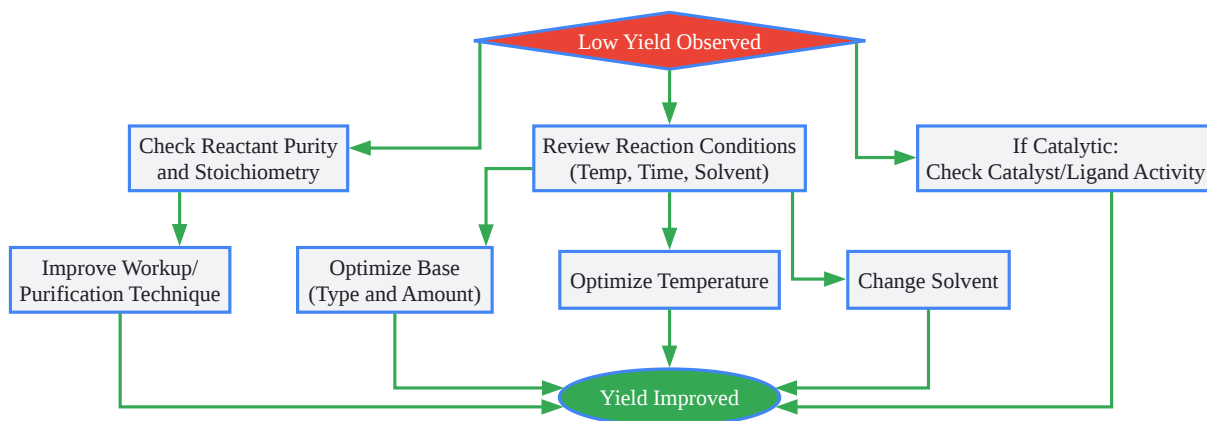 Low Yield Observed
Check Reactant Purity
and Stoichiometry
Review Reaction Conditions
(Temp, Time, Solvent)
If Catalytic:
Check Catalyst/Ligand Activity
Improve Workup/
Purification Technique
Optimize Base
(Type and Amount)
Optimize Temperature
Change Solvent
Yield Improved